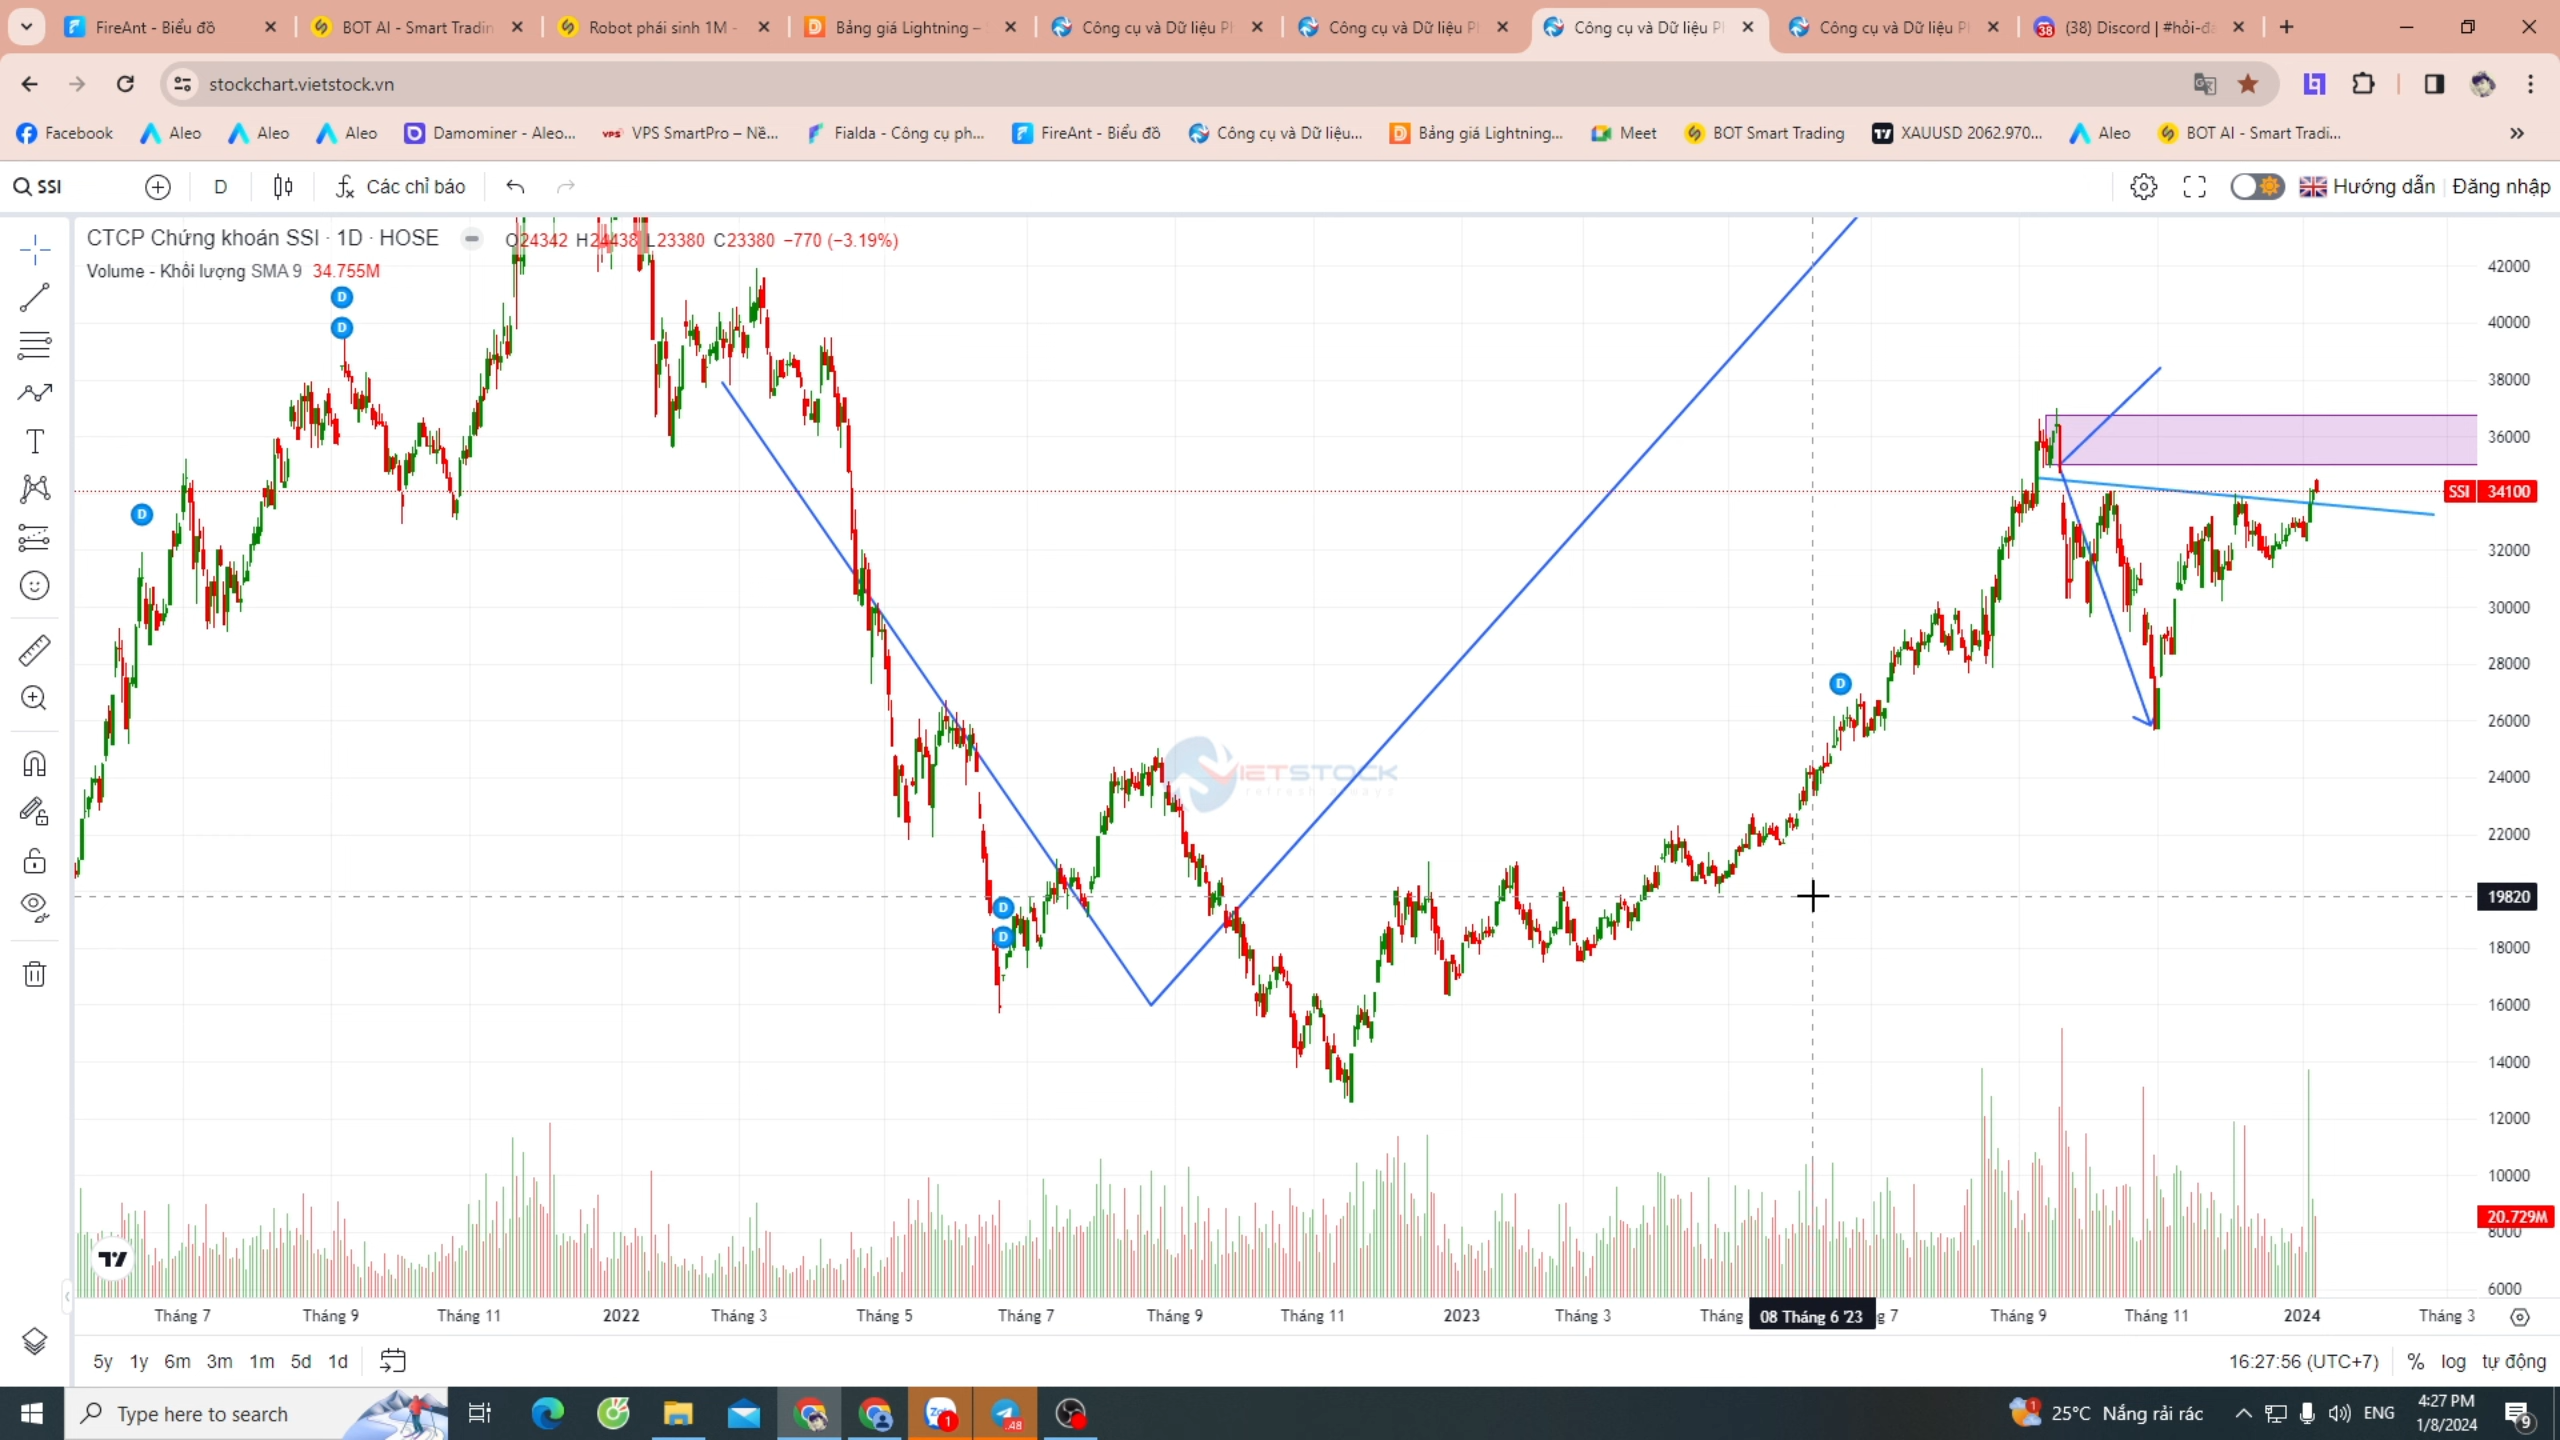 FireAnt - Biểu đồ
BOT AI - Smart Tradin
Robot phái sinh 1M -
Bảng giá Lightning –
Công cụ và Dữ liệu P
Công cụ và Dữ liệu P
Công cụ và Dữ liệu P
Công cụ và Dữ liệu P
(38) Discord | #hỏi-đ
stockchart.vietstock.vn
Facebook
Aleo
Aleo
Aleo
Damominer - Aleo...
VPS SmartPro – Nề...
Fialda - Công cụ ph...
FireAnt - Biểu đồ
Công cụ và Dữ liệu...
Bảng giá Lightning...
Meet
BOT Smart Trading
XAUUSD 2062.970...
Aleo
BOT AI - Smart Tradi...
SSI
D
Các chỉ báo
Hướng dẫn
Đăng nhập
CTCP Chứng khoán SSI · 1D · HOSE
O24342 H24438 L23380 C23380 −770 (−3.19%)
Volume - Khối lượng SMA 9 34.755M
D
D
D
D
D
D
VIETSTOCK
42000
40000
38000
36000
SSI 34100
32000
30000
28000
26000
24000
22000
19820
18000
16000
14000
12000
10000
20.729M
8000
6000
Tháng 7
Tháng 9
Tháng 11
2022
Tháng 3
Tháng 5
Tháng 7
Tháng 9
Tháng 11
2023
Tháng 3
Tháng
08 Tháng 6 '23
g 7
Tháng 9
Tháng 11
2024
Tháng 3
5y 1y 6m 3m 1m 5d 1d
16:27:56 (UTC+7)
% log tự động
Type here to search
Zalo
1
48
1
25°C Nắng rải rác
ENG
4:27 PM
1/8/2024
9